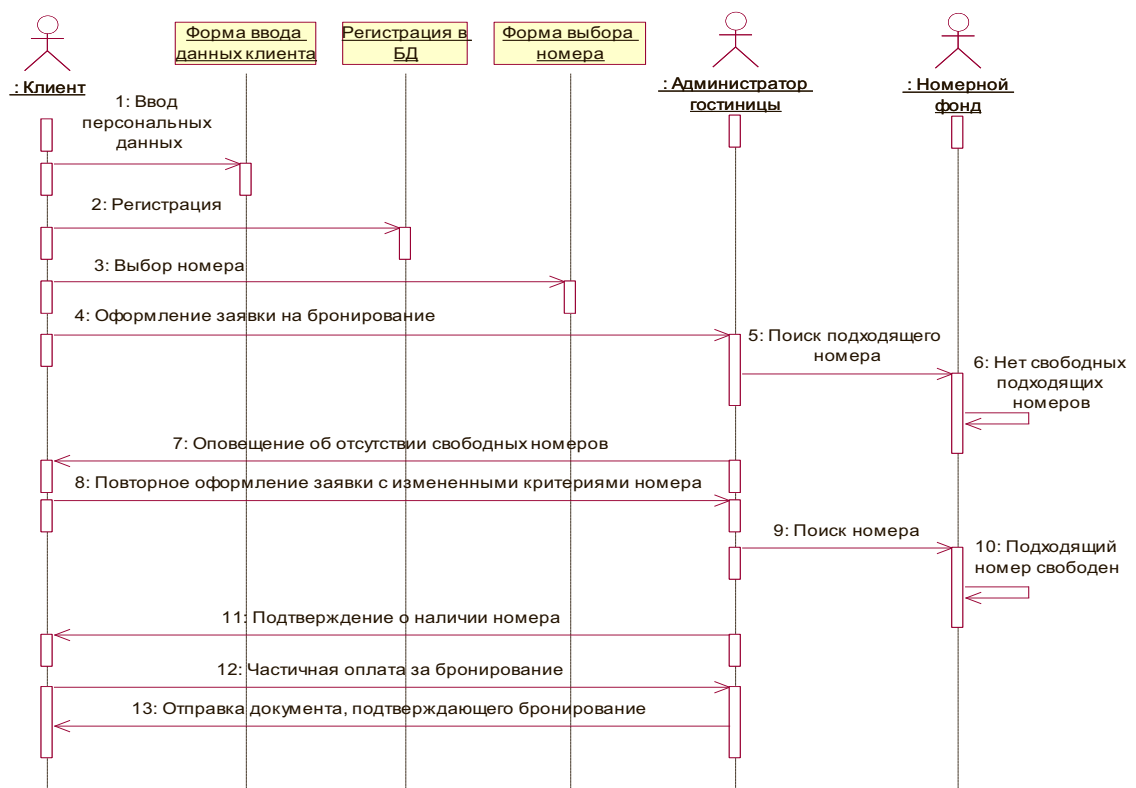 Форма ввода
данных клиента
Регистрация в
БД
Форма выбора
номера
: Клиент
: Администратор
гостиницы
: Номерной
фонд
1: Ввод
персональных
данных
2: Регистрация
3: Выбор номера
4: Оформление заявки на бронирование
5: Поиск подходящего
номера
6: Нет свободных
подходящих
номеров
7: Оповещение об отсутствии свободных номеров
8: Повторное оформление заявки с измененными критериями номера
9: Поиск номера
10: Подходящий
номер свободен
11: Подтверждение о наличии номера
12: Частичная оплата за бронирование
13: Отправка документа, подтверждающего бронирование